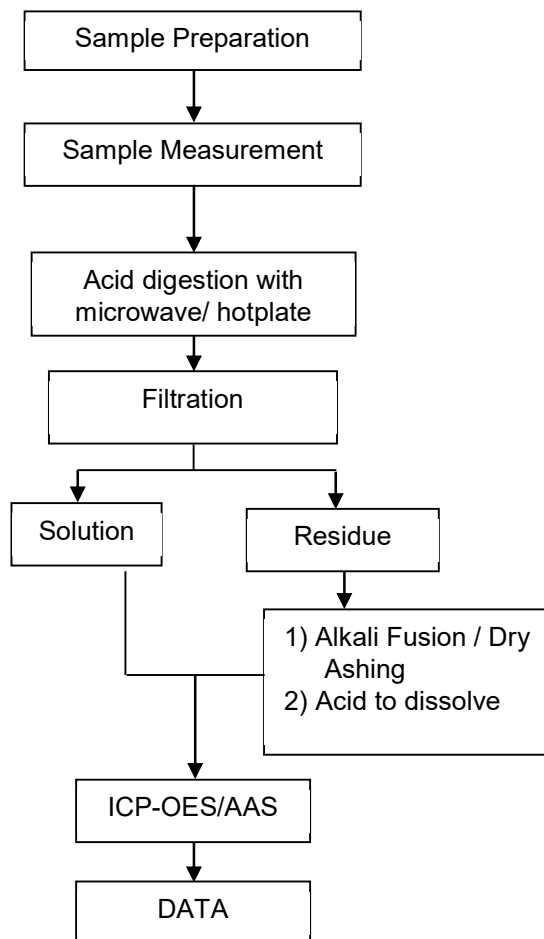 Sample Preparation
Sample Measurement
Acid digestion with
microwave/ hotplate
Filtration
Solution
Residue
1) Alkali Fusion / Dry
Ashing
2) Acid to dissolve
ICP-OES/AAS
DATA